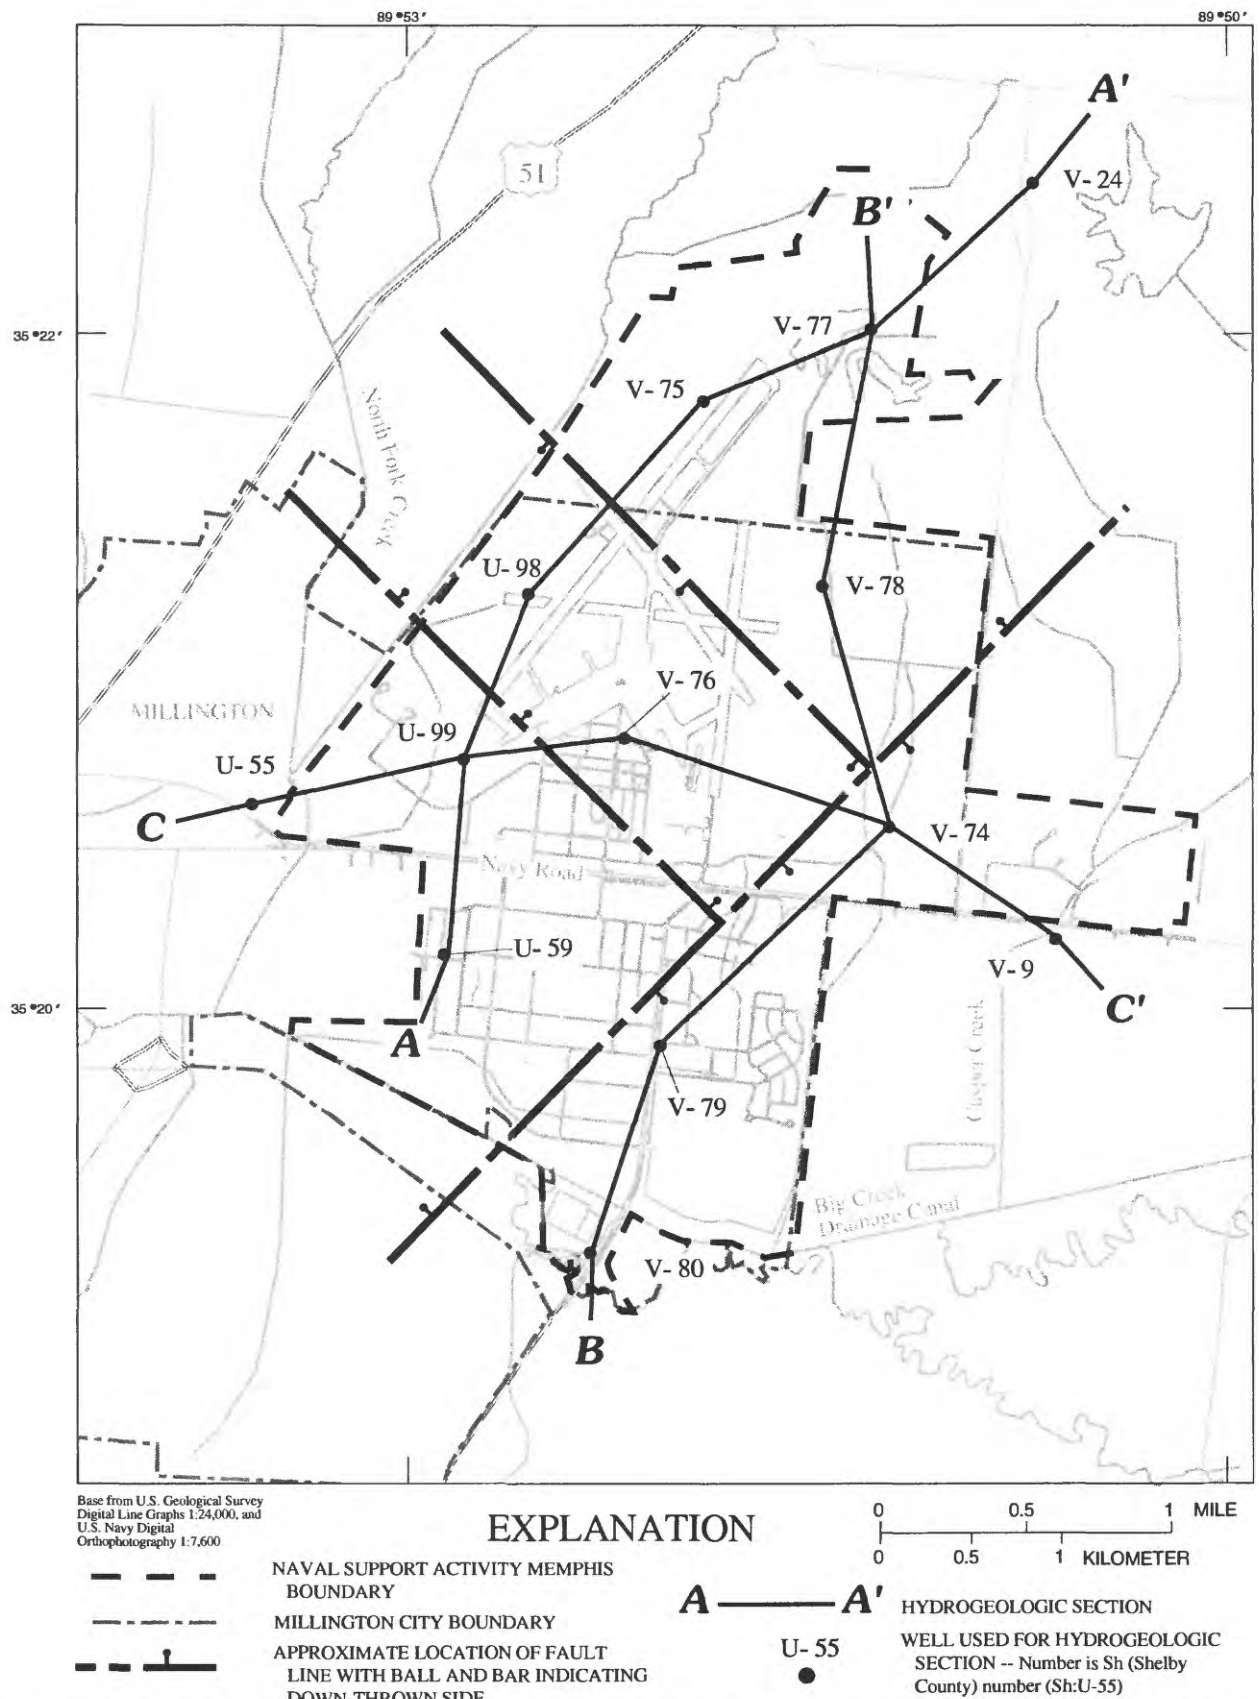 89°53'
89°50'
A'
51
V-24
B'
35°22'
V-77
V-75
North Fork Creek
U-98
V-78
V-76
MILLINGTON
U-99
U-55
C
V-74
Navy Road
U-59
V-9
C'
35°20'
A
Casper Creek
V-79
Big Creek
Drainage Canal
V-80
B
Base from U.S. Geological Survey
Digital Line Graphs 1:24,000, and
U.S. Navy Digital
Orthophotography 1:7,600
EXPLANATION
0 0.5 1 MILE
0 0.5 1 KILOMETER
NAVAL SUPPORT ACTIVITY MEMPHIS
BOUNDARY
MILLINGTON CITY BOUNDARY
APPROXIMATE LOCATION OF FAULT
LINE WITH BALL AND BAR INDICATING
DOWN-THROWN SIDE
A A' HYDROGEOLOGIC SECTION
U-55
WELL USED FOR HYDROGEOLOGIC
SECTION -- Number is Sh (Shelby
County) number (Sh:U-55)